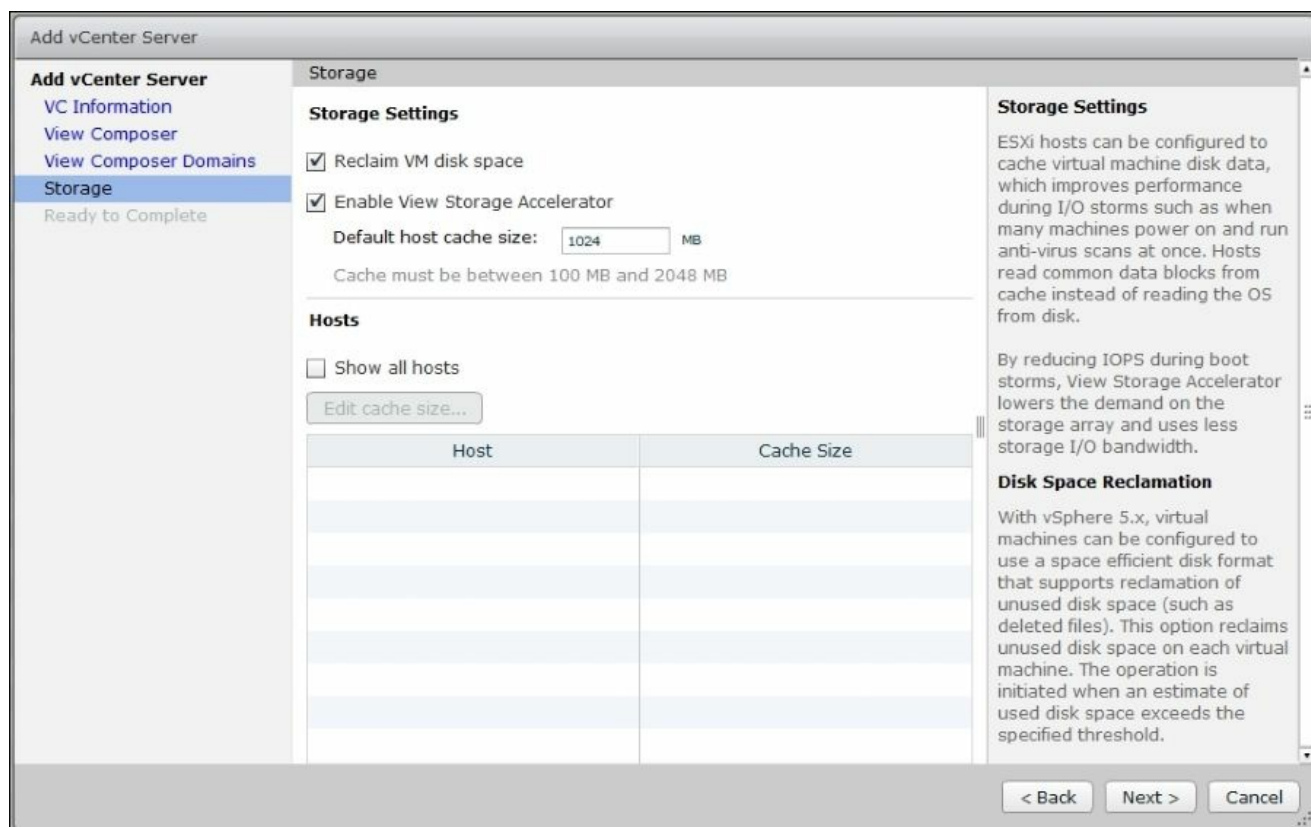 Add vCenter Server
Add vCenter Server
VC Information
View Composer
View Composer Domains
Storage
Ready to Complete
Storage
Storage Settings
Reclaim VM disk space
Enable View Storage Accelerator
Default host cache size: 1024 MB
Cache must be between 100 MB and 2048 MB
Hosts
Show all hosts
Edit cache size...
Host Cache Size
Storage Settings
ESXi hosts can be configured to
cache virtual machine disk data,
which improves performance
during I/O storms such as when
many machines power on and run
anti-virus scans at once. Hosts
read common data blocks from
cache instead of reading the OS
from disk.
By reducing IOPS during boot
storms, View Storage Accelerator
lowers the demand on the
storage array and uses less
storage I/O bandwidth.
Disk Space Reclamation
With vSphere 5.x, virtual
machines can be configured to
use a space efficient disk format
that supports reclamation of
unused disk space (such as
deleted files). This option reclaims
unused disk space on each virtual
machine. The operation is
initiated when an estimate of
used disk space exceeds the
specified threshold.
< Back Next > Cancel